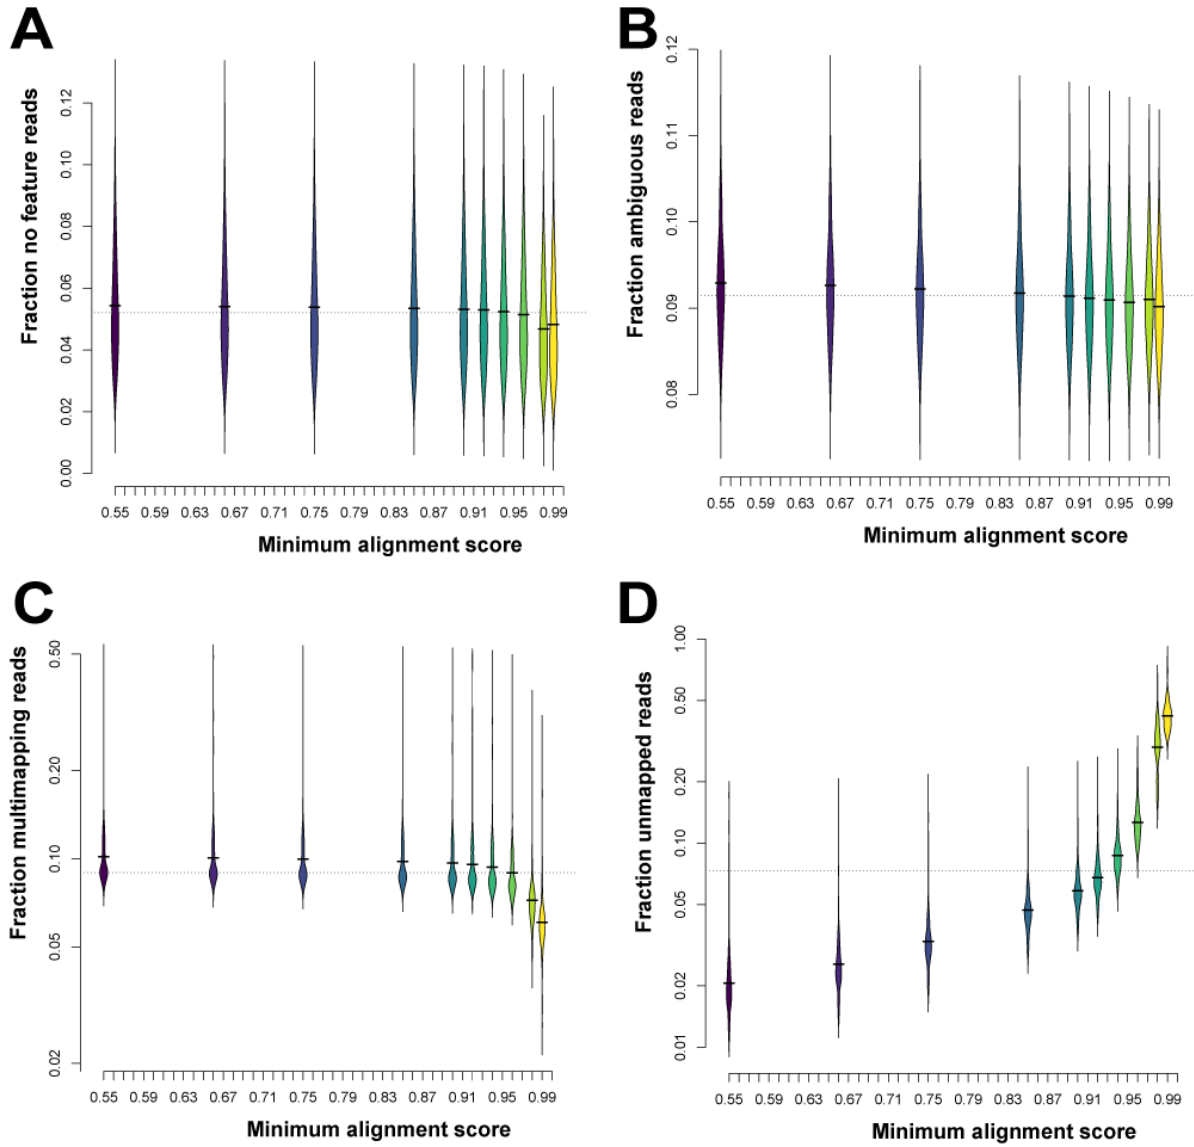 A
Fraction no feature reads
0.12
0.10
0.08
0.06
0.04
0.02
0.00
0.55 0.59 0.63 0.67 0.71 0.75 0.79 0.83 0.87 0.91 0.95 0.99
Minimum alignment score
B
Fraction ambiguous reads
0.12
0.11
0.10
0.09
0.08
0.55 0.59 0.63 0.67 0.71 0.75 0.79 0.83 0.87 0.91 0.95 0.99
Minimum alignment score
C
Fraction multimapping reads
0.50
0.20
0.10
0.05
0.02
0.55 0.59 0.63 0.67 0.71 0.75 0.79 0.83 0.87 0.91 0.95 0.99
Minimum alignment score
D
Fraction unmapped reads
1.00
0.50
0.20
0.10
0.05
0.02
0.01
0.55 0.59 0.63 0.67 0.71 0.75 0.79 0.83 0.87 0.91 0.95 0.99
Minimum alignment score